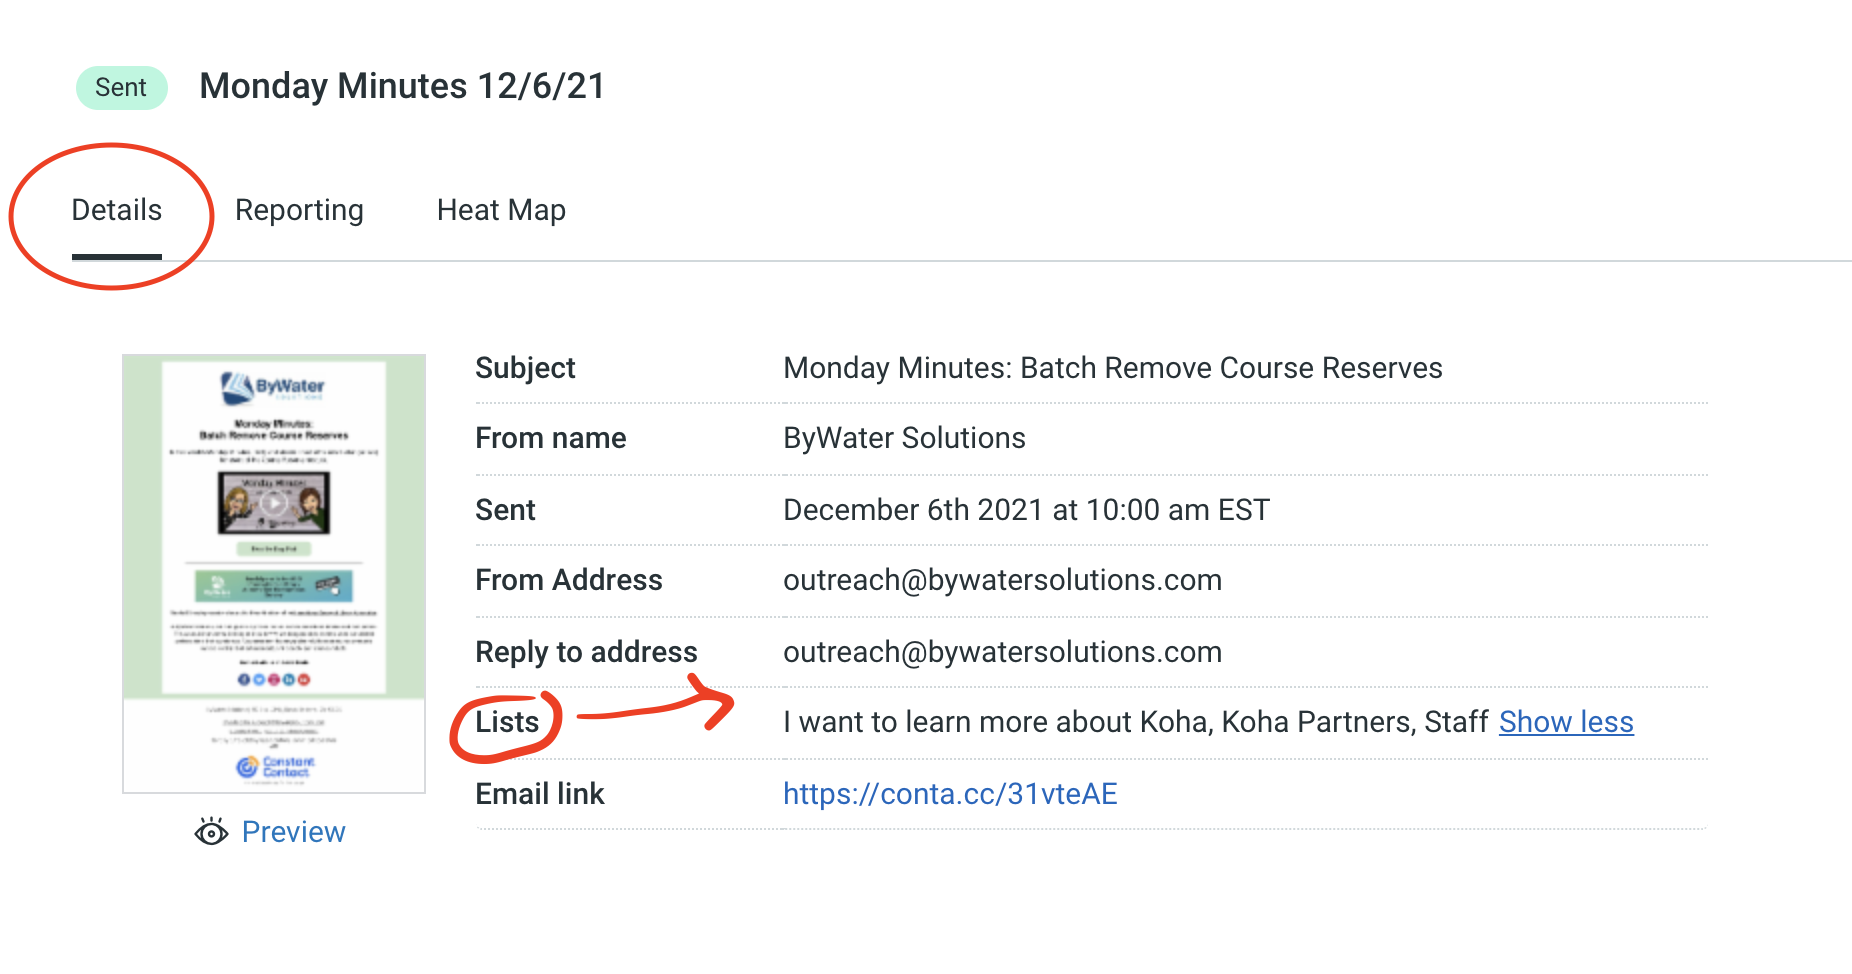 Sent Monday Minutes 12/6/21
Details Reporting Heat Map
ByWater
SOLUTIONS
Monday Minutes:
Batch Remove Course Reserves
Monday Minutes
Constant
Contact
Preview
Subject Monday Minutes: Batch Remove Course Reserves
From name ByWater Solutions
Sent December 6th 2021 at 10:00 am EST
From Address outreach@bywatersolutions.com
Reply to address outreach@bywatersolutions.com
Lists I want to learn more about Koha, Koha Partners, Staff Show less
Email link https://conta.cc/31vteAE